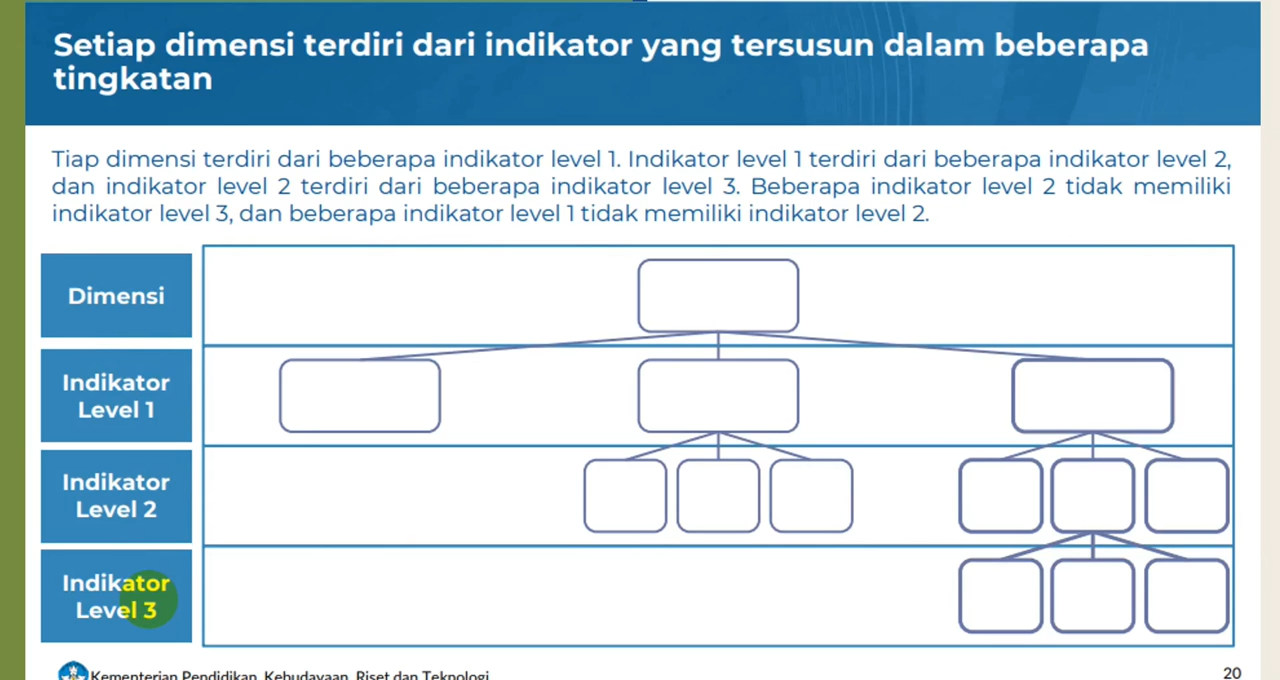 Setiap dimensi terdiri dari indikator yang tersusun dalam beberapa
tingkatan
Tiap dimensi terdiri dari beberapa indikator level 1. Indikator level 1 terdiri dari beberapa indikator level 2,
dan indikator level 2 terdiri dari beberapa indikator level 3. Beberapa indikator level 2 tidak memiliki
indikator level 3, dan beberapa indikator level 1 tidak memiliki indikator level 2.
Dimensi
Indikator
Level 1
Indikator
Level 2
Indikator
Level 3
Kementerian Pendidikan, Kebudayaan, Riset dan Teknologi
20